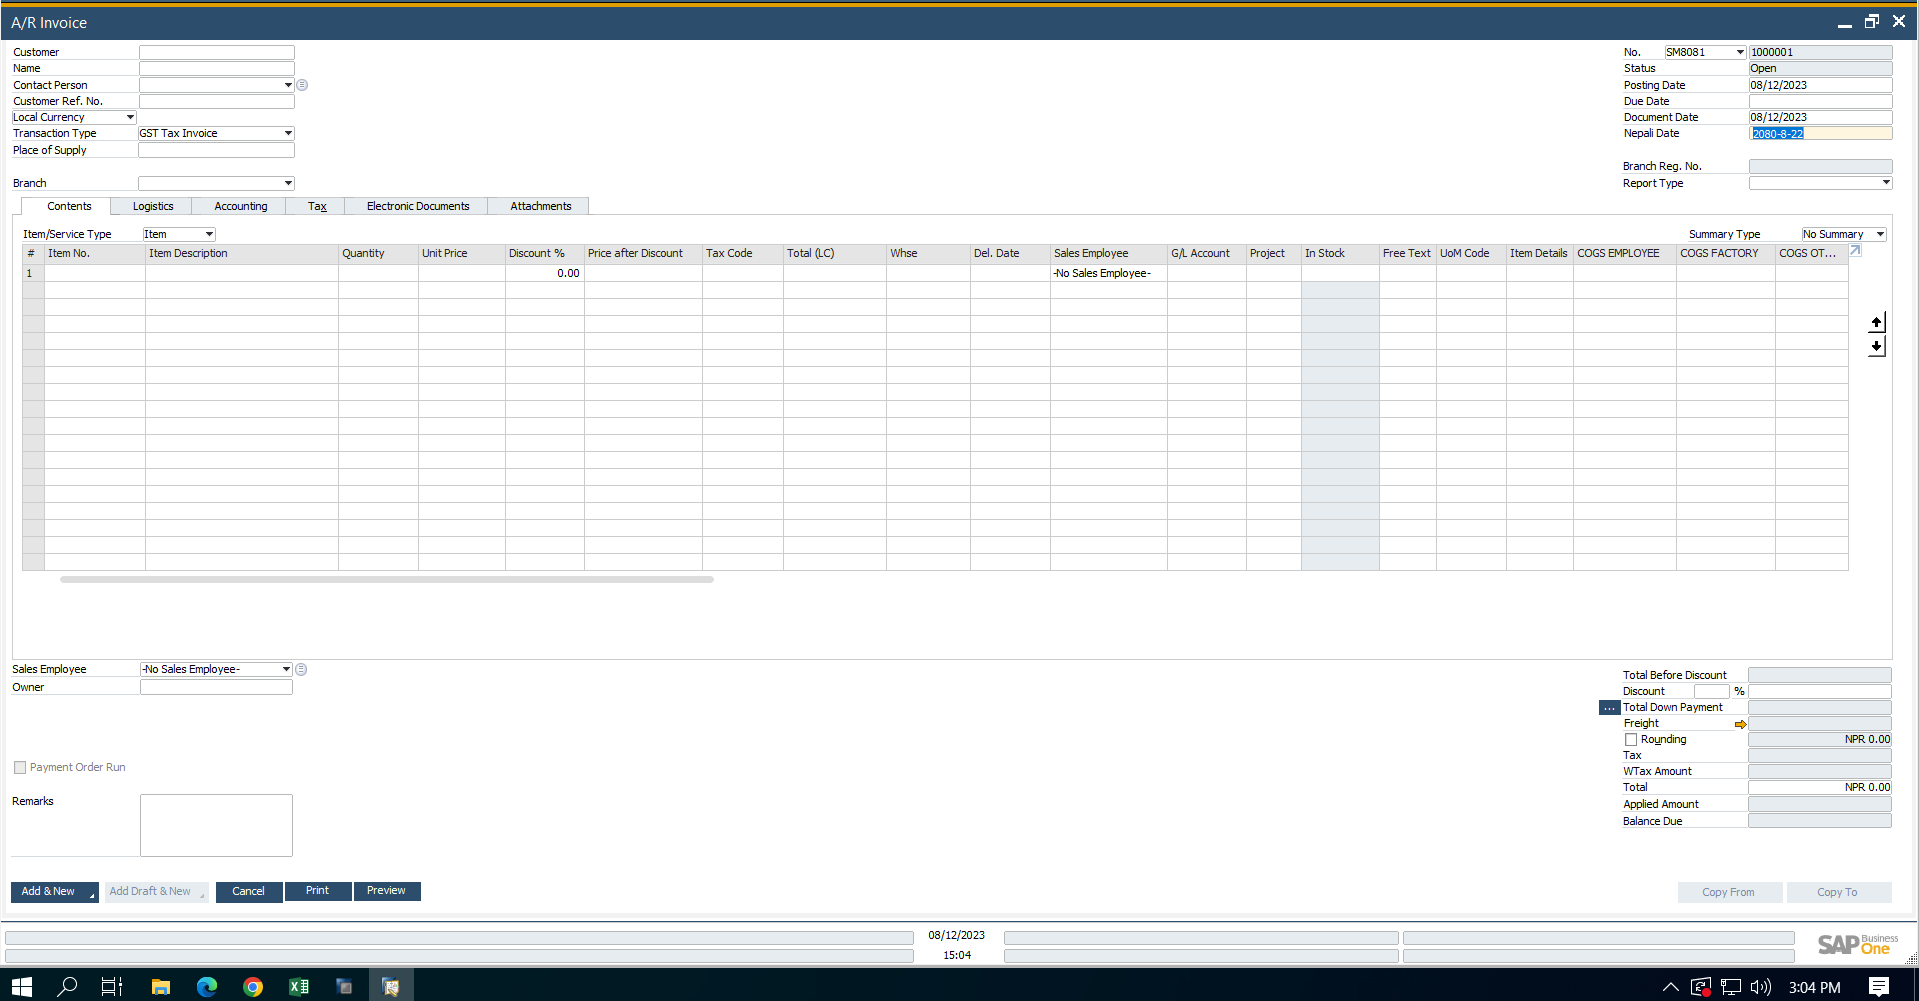 A/R Invoice
Customer
Name
Contact Person
Customer Ref. No.
Local Currency
Transaction Type GST Tax Invoice
Place of Supply
Branch
No. SM8081 1000001
Status Open
Posting Date 08/12/2023
Due Date
Document Date 08/12/2023
Nepali Date 2080-8-22
Branch Reg. No.
Report Type
Contents Logistics Accounting Tax Electronic Documents Attachments
Item/Service Type Item Summary Type No Summary
# Item No. Item Description Quantity Unit Price Discount % Price after Discount Tax Code Total (LC) Whse Del. Date Sales Employee G/L Account Project In Stock Free Text UoM Code Item Details COGS EMPLOYEE COGS FACTORY COGS OT...
1 0.00 -No Sales Employee-
Sales Employee -No Sales Employee-
Owner
Payment Order Run
Remarks
Total Before Discount
Discount %
... Total Down Payment
Freight
Rounding NPR 0.00
Tax
WTax Amount
Total NPR 0.00
Applied Amount
Balance Due
Add & New Add Draft & New Cancel Print Preview Copy From Copy To
08/12/2023
15:04
SAP Business One
3:04 PM